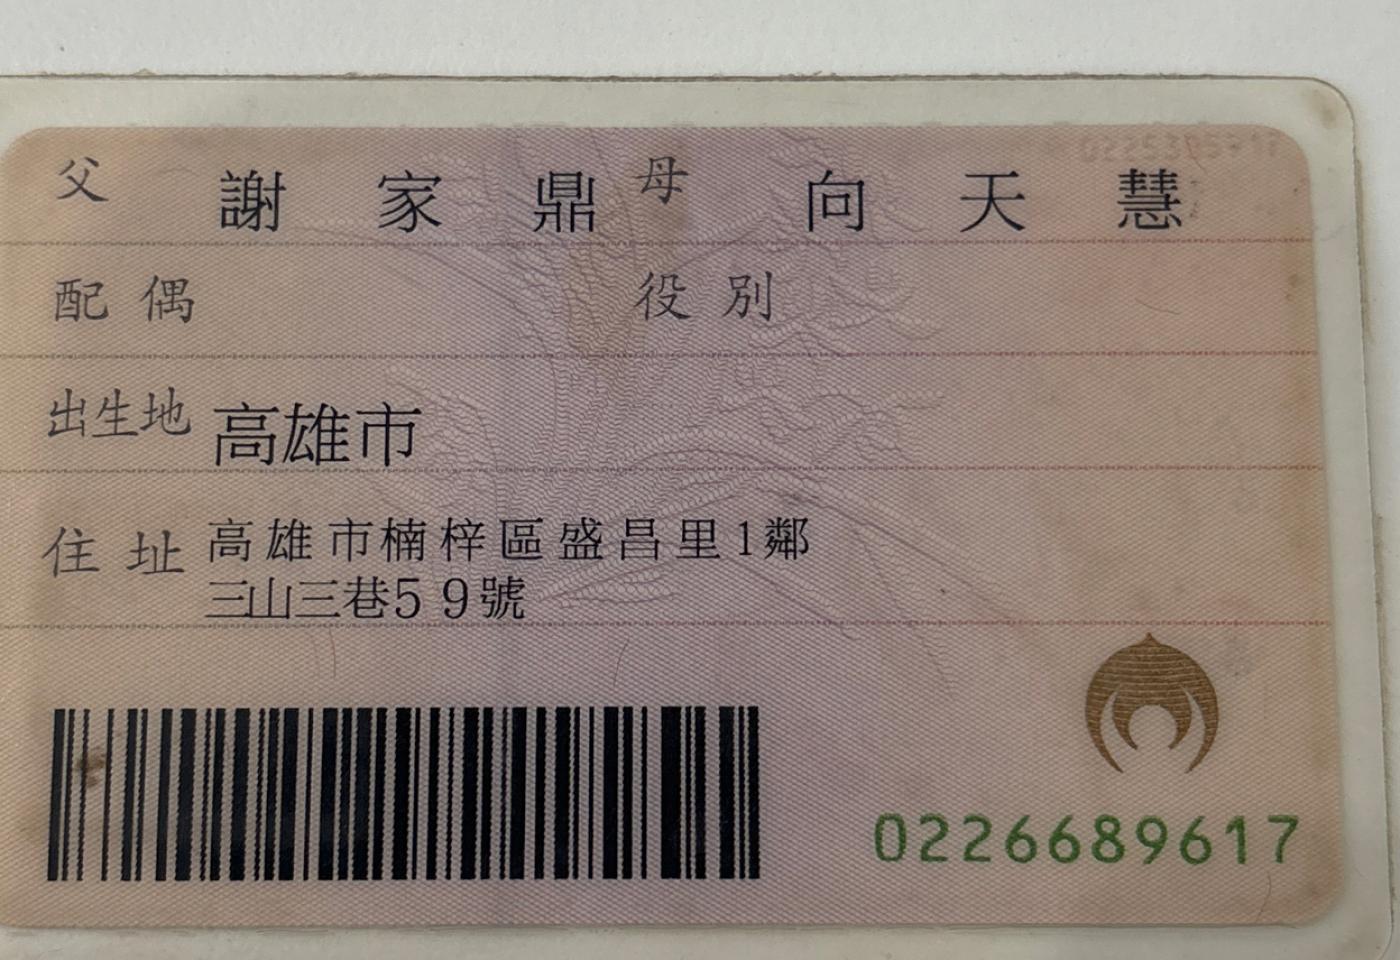 父 謝家鼎 母 向天慧
配偶 役別
出生地 高雄市
住址 高雄市楠梓區盛昌里1鄰
三山三巷59號
0226689617